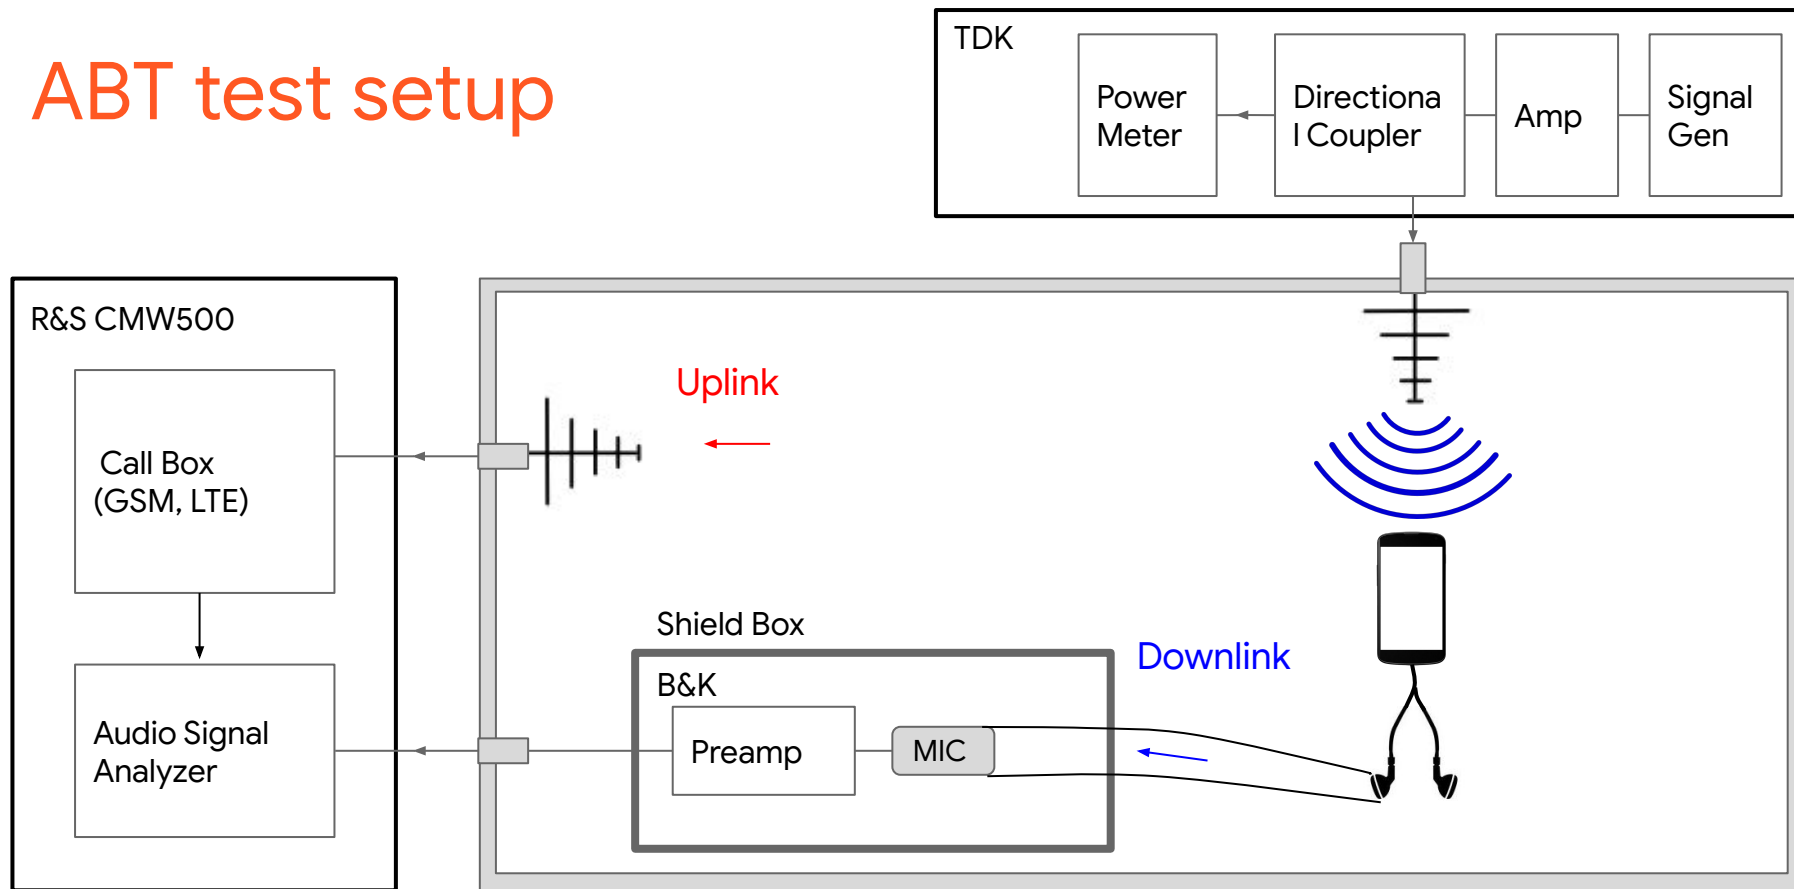 ABT test setup
TDK
Power
Meter
Directiona
l Coupler
Amp
Signal
Gen
R&S CMW500
Call Box
(GSM, LTE)
Audio Signal
Analyzer
Uplink
Shield Box
B&K
Preamp
MIC
Downlink